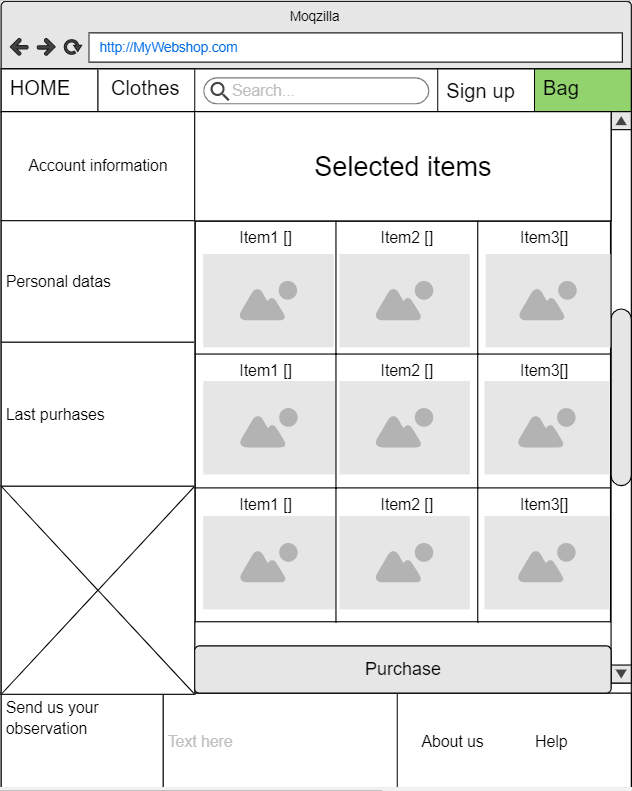 Moqzilla
http://MyWebshop.com
HOME
Clothes
Search...
Sign up
Bag
Account information
Selected items
Personal datas
Last purhases
Item1 []
Item2 []
Item3[]
Item1 []
Item2 []
Item3[]
Item1 []
Item2 []
Item3[]
Purchase
Send us your
observation
Text here
About us
Help